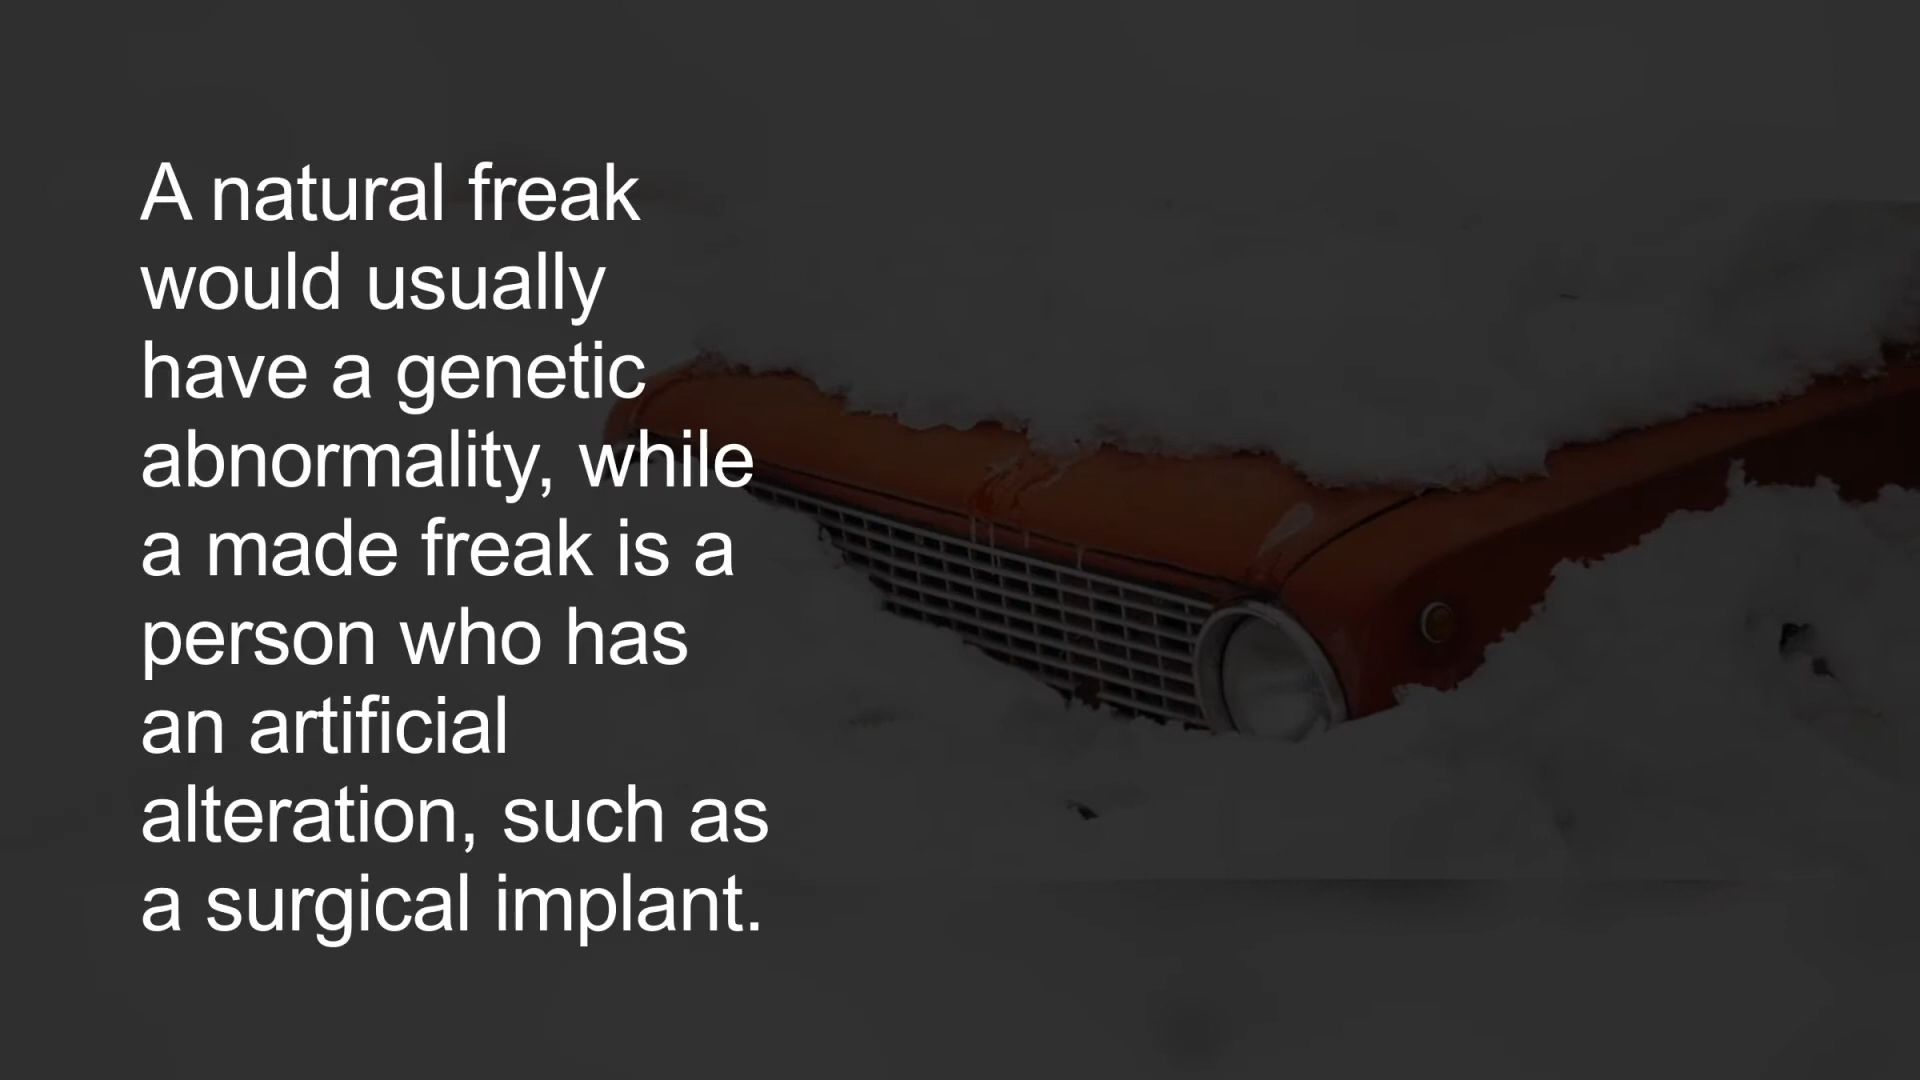 A natural freak
would usually
have a genetic
abnormality, while
a made freak is a
person who has
an artificial
alteration, such as
a surgical implant.